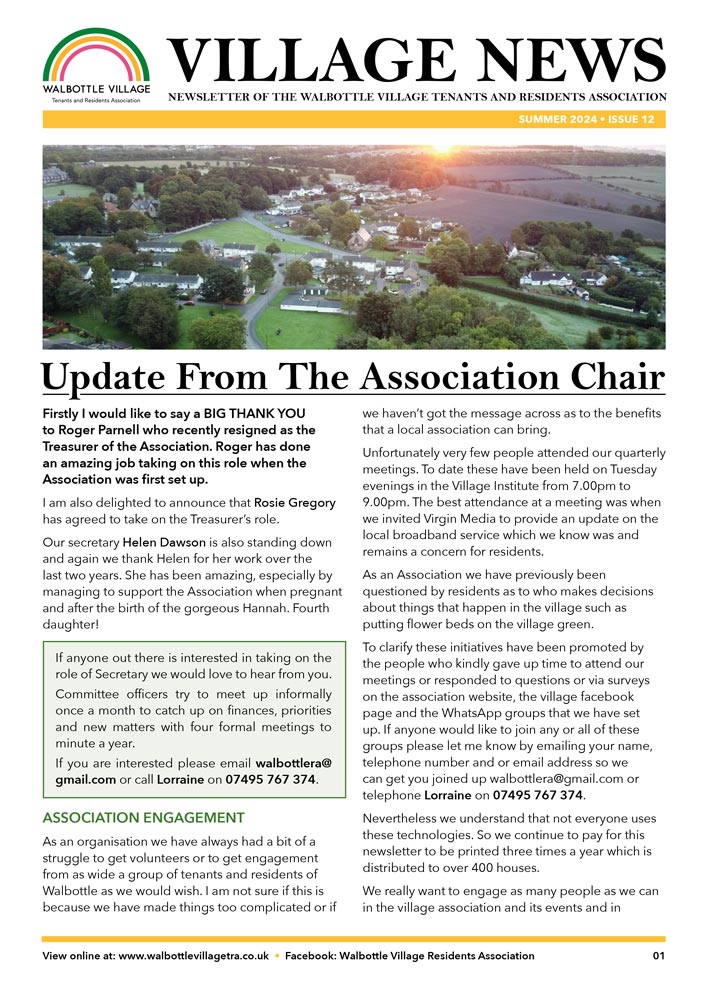 WALBOTTLE VILLAGE
Tenants and Residents Association
VILLAGE NEWS
NEWSLETTER OF THE WALBOTTLE VILLAGE TENANTS AND RESIDENTS ASSOCIATION
SUMMER 2024 • ISSUE 12
Update From The Association Chair
Firstly I would like to say a BIG THANK YOU
to Roger Parnell who recently resigned as the
Treasurer of the Association. Roger has done
an amazing job taking on this role when the
Association was first set up.
I am also delighted to announce that Rosie Gregory
has agreed to take on the Treasurer's role.
Our secretary Helen Dawson is also standing down
and again we thank Helen for her work over the
last two years. She has been amazing, especially by
managing to support the Association when pregnant
and after the birth of the gorgeous Hannah. Fourth
daughter!
If anyone out there is interested in taking on the
role of Secretary we would love to hear from you.
Committee officers try to meet up informally
once a month to catch up on finances, priorities
and new matters with four formal meetings to
minute a year.
If you are interested please email walbottlera@
gmail.com or call Lorraine on 07495 767 374.
ASSOCIATION ENGAGEMENT
As an organisation we have always had a bit of a
struggle to get volunteers or to get engagement
from as wide a group of tenants and residents of
Walbottle as we would wish. I am not sure if this is
because we have made things too complicated or if
we haven't got the message across as to the benefits
that a local association can bring.
Unfortunately very few people attended our quarterly
meetings. To date these have been held on Tuesday
evenings in the Village Institute from 7.00pm to
9.00pm. The best attendance at a meeting was when
we invited Virgin Media to provide an update on the
local broadband service which we know was and
remains a concern for residents.
As an Association we have previously been
questioned by residents as to who makes decisions
about things that happen in the village such as
putting flower beds on the village green.
To clarify these initiatives have been promoted by
the people who kindly gave up time to attend our
meetings or responded to questions or via surveys
on the association website, the village facebook
page and the WhatsApp groups that we have set
up. If anyone would like to join any or all of these
groups please let me know by emailing your name,
telephone number and or email address so we
can get you joined up walbottlera@gmail.com or
telephone Lorraine on 07495 767 374.
Nevertheless we understand that not everyone uses
these technologies. So we continue to pay for this
newsletter to be printed three times a year which is
distributed to over 400 houses.
We really want to engage as many people as we can
in the village association and its events and in
View online at: www.walbottlevillagetra.co.uk • Facebook: Walbottle Village Residents Association
01